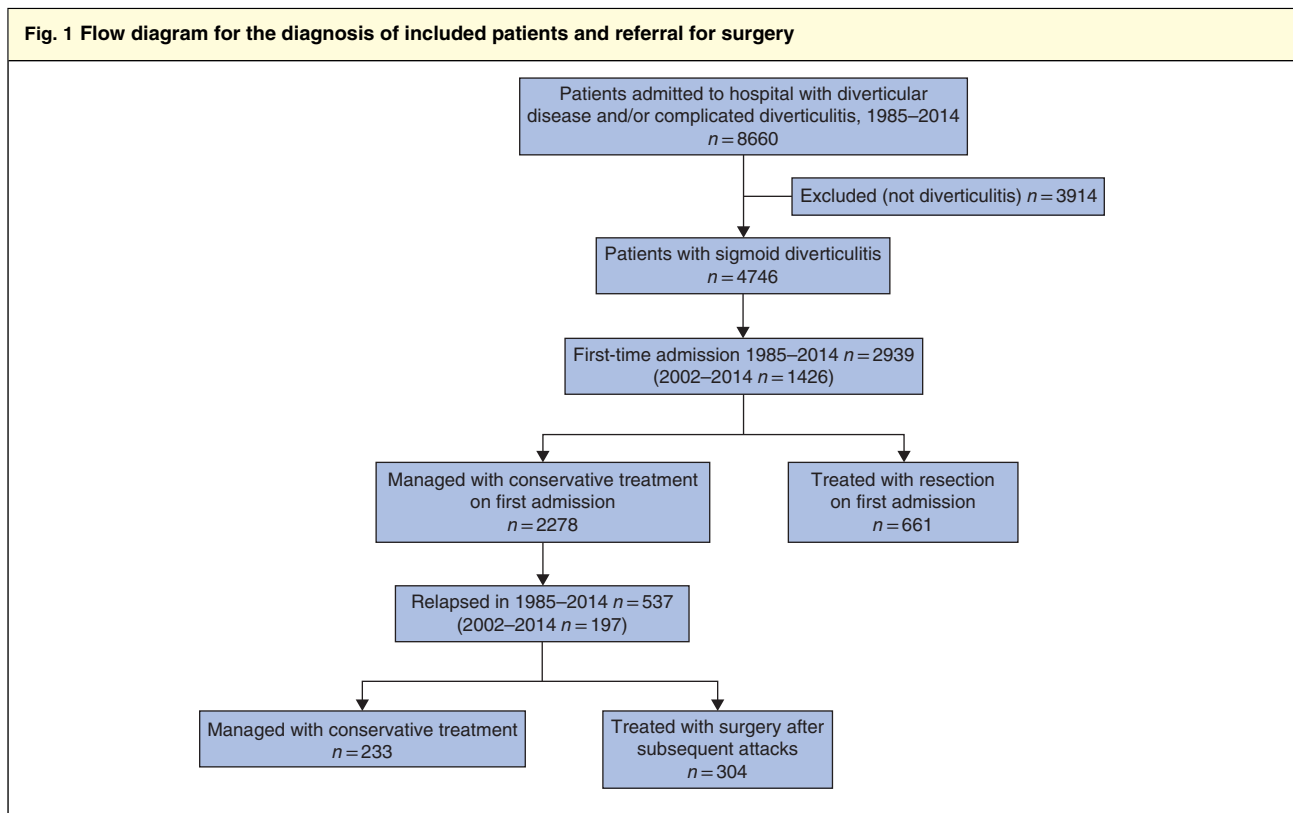 Fig. 1 Flow diagram for the diagnosis of included patients and referral for surgery
Patients admitted to hospital with diverticular
disease and/or complicated diverticulitis, 1985–2014
n = 8660
Excluded (not diverticulitis) n = 3914
Patients with sigmoid diverticulitis
n = 4746
First-time admission 1985–2014 n = 2939
(2002–2014 n = 1426)
Managed with conservative treatment
on first admission
n = 2278
Treated with resection
on first admission
n = 661
Relapsed in 1985–2014 n = 537
(2002–2014 n = 197)
Managed with conservative treatment
n = 233
Treated with surgery after
subsequent attacks
n = 304